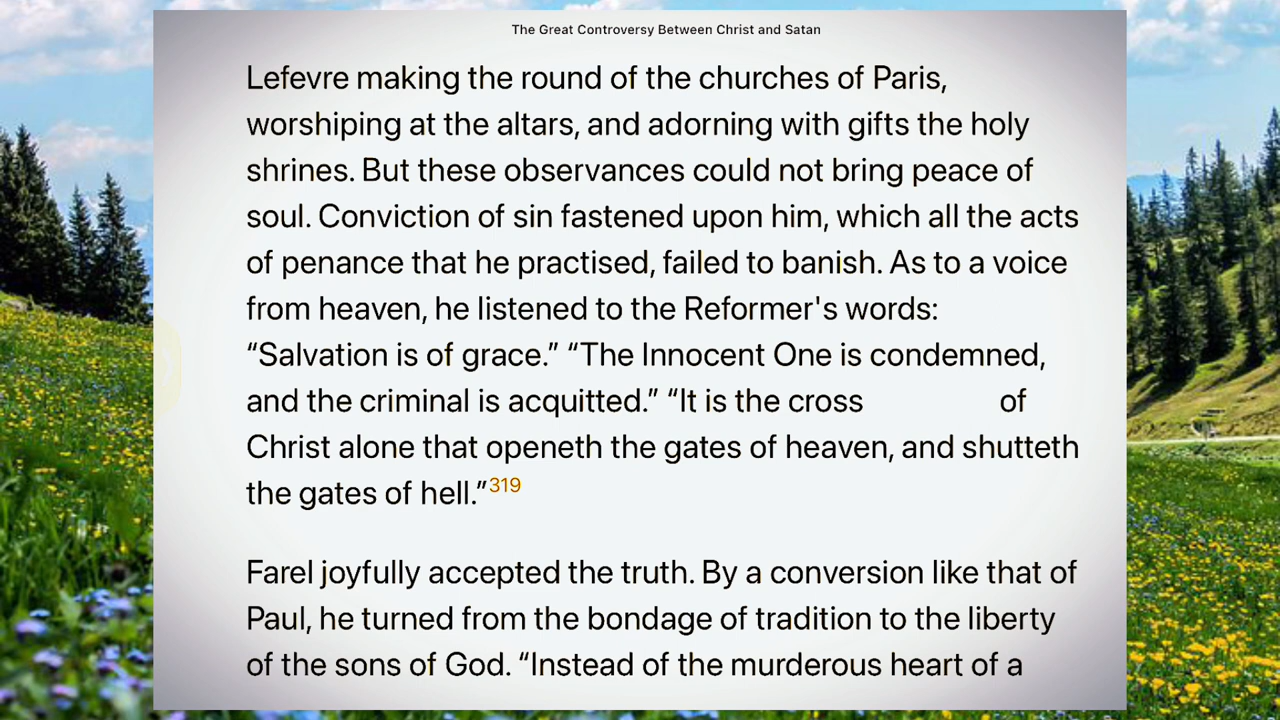 The Great Controversy Between Christ and Satan
Lefevre making the round of the churches of Paris,
worshiping at the altars, and adorning with gifts the holy
shrines. But these observances could not bring peace of
soul. Conviction of sin fastened upon him, which all the acts
of penance that he practised, failed to banish. As to a voice
from heaven, he listened to the Reformer's words:
“Salvation is of grace.” “The Innocent One is condemned,
and the criminal is acquitted.” “It is the cross of
Christ alone that openeth the gates of heaven, and shutteth
the gates of hell.”319
Farel joyfully accepted the truth. By a conversion like that of
Paul, he turned from the bondage of tradition to the liberty
of the sons of God. “Instead of the murderous heart of a